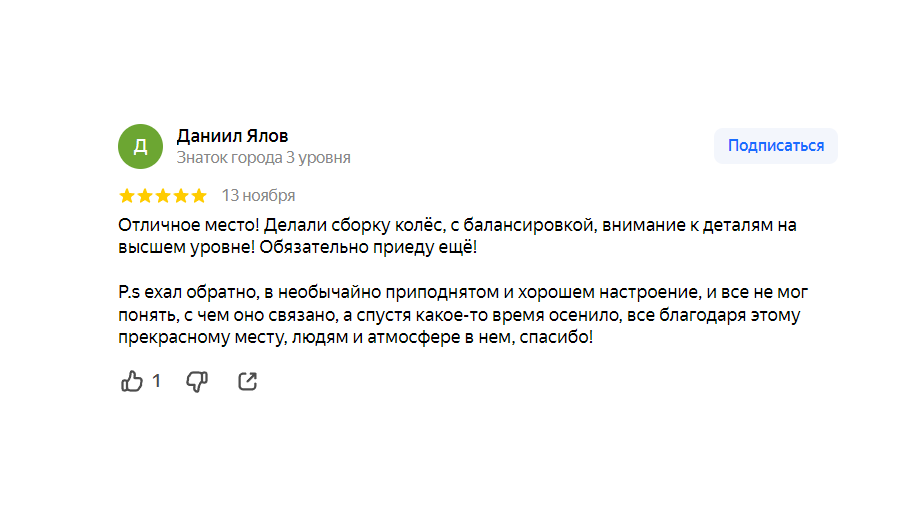 Д
Даниил Ялов
Знаток города 3 уровня
Подписаться
13 ноября
Отличное место! Делали сборку колёс, с балансировкой, внимание к деталям на
высшем уровне! Обязательно приеду ещё!
P.s ехал обратно, в необычайно приподнятом и хорошем настроение, и все не мог
понять, с чем оно связано, а спустя какое-то время осенило, все благодаря этому
прекрасному месту, людям и атмосфере в нем, спасибо!
1